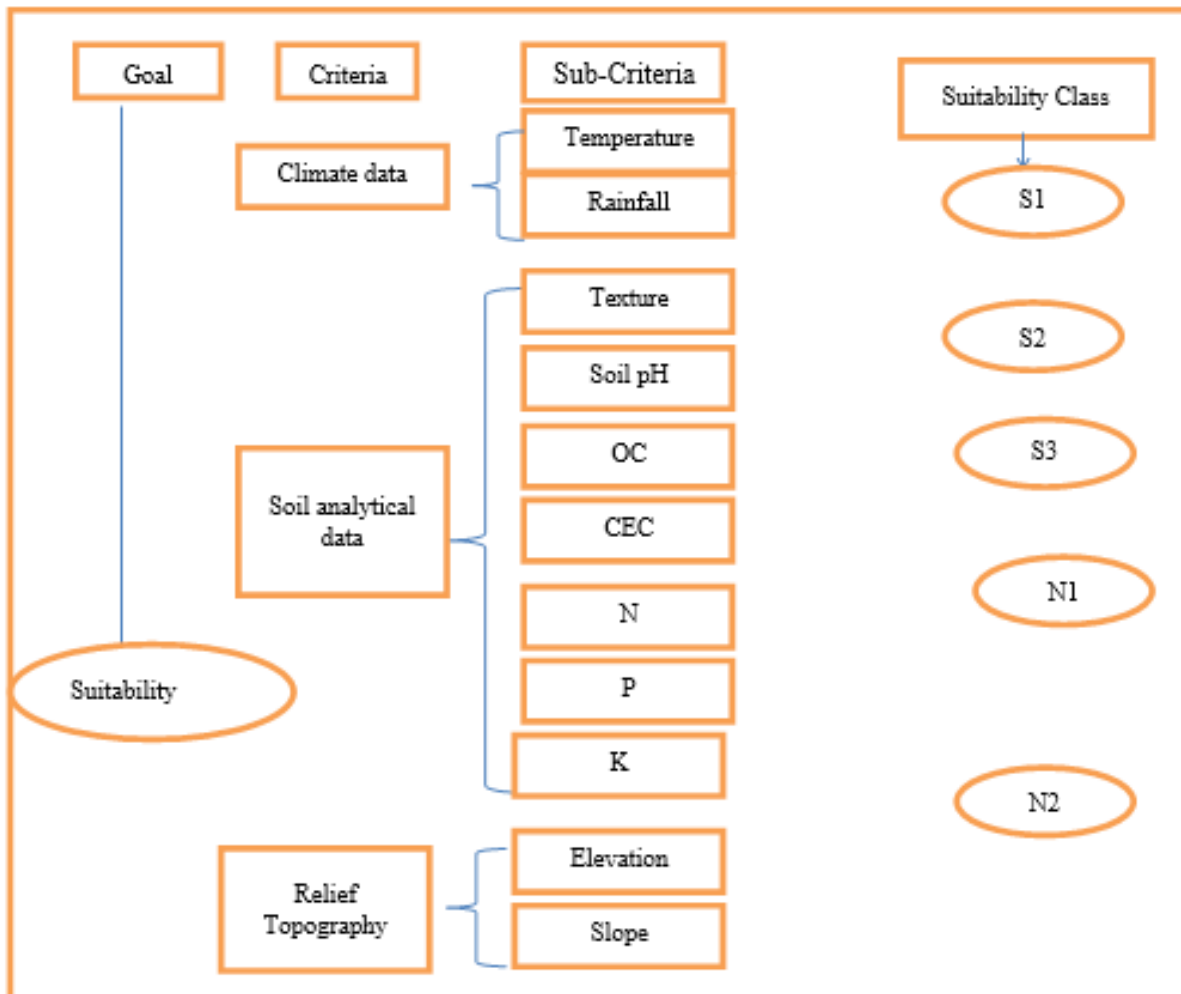 Goal
Criteria
Sub-Criteria
Suitability Class
Climate data
Temperature
Rainfall
S1
Soil analytical
data
Texture
Soil pH
OC
CEC
N
P
K
S2
S3
N1
N2
Suitability
Relief
Topography
Elevation
Slope